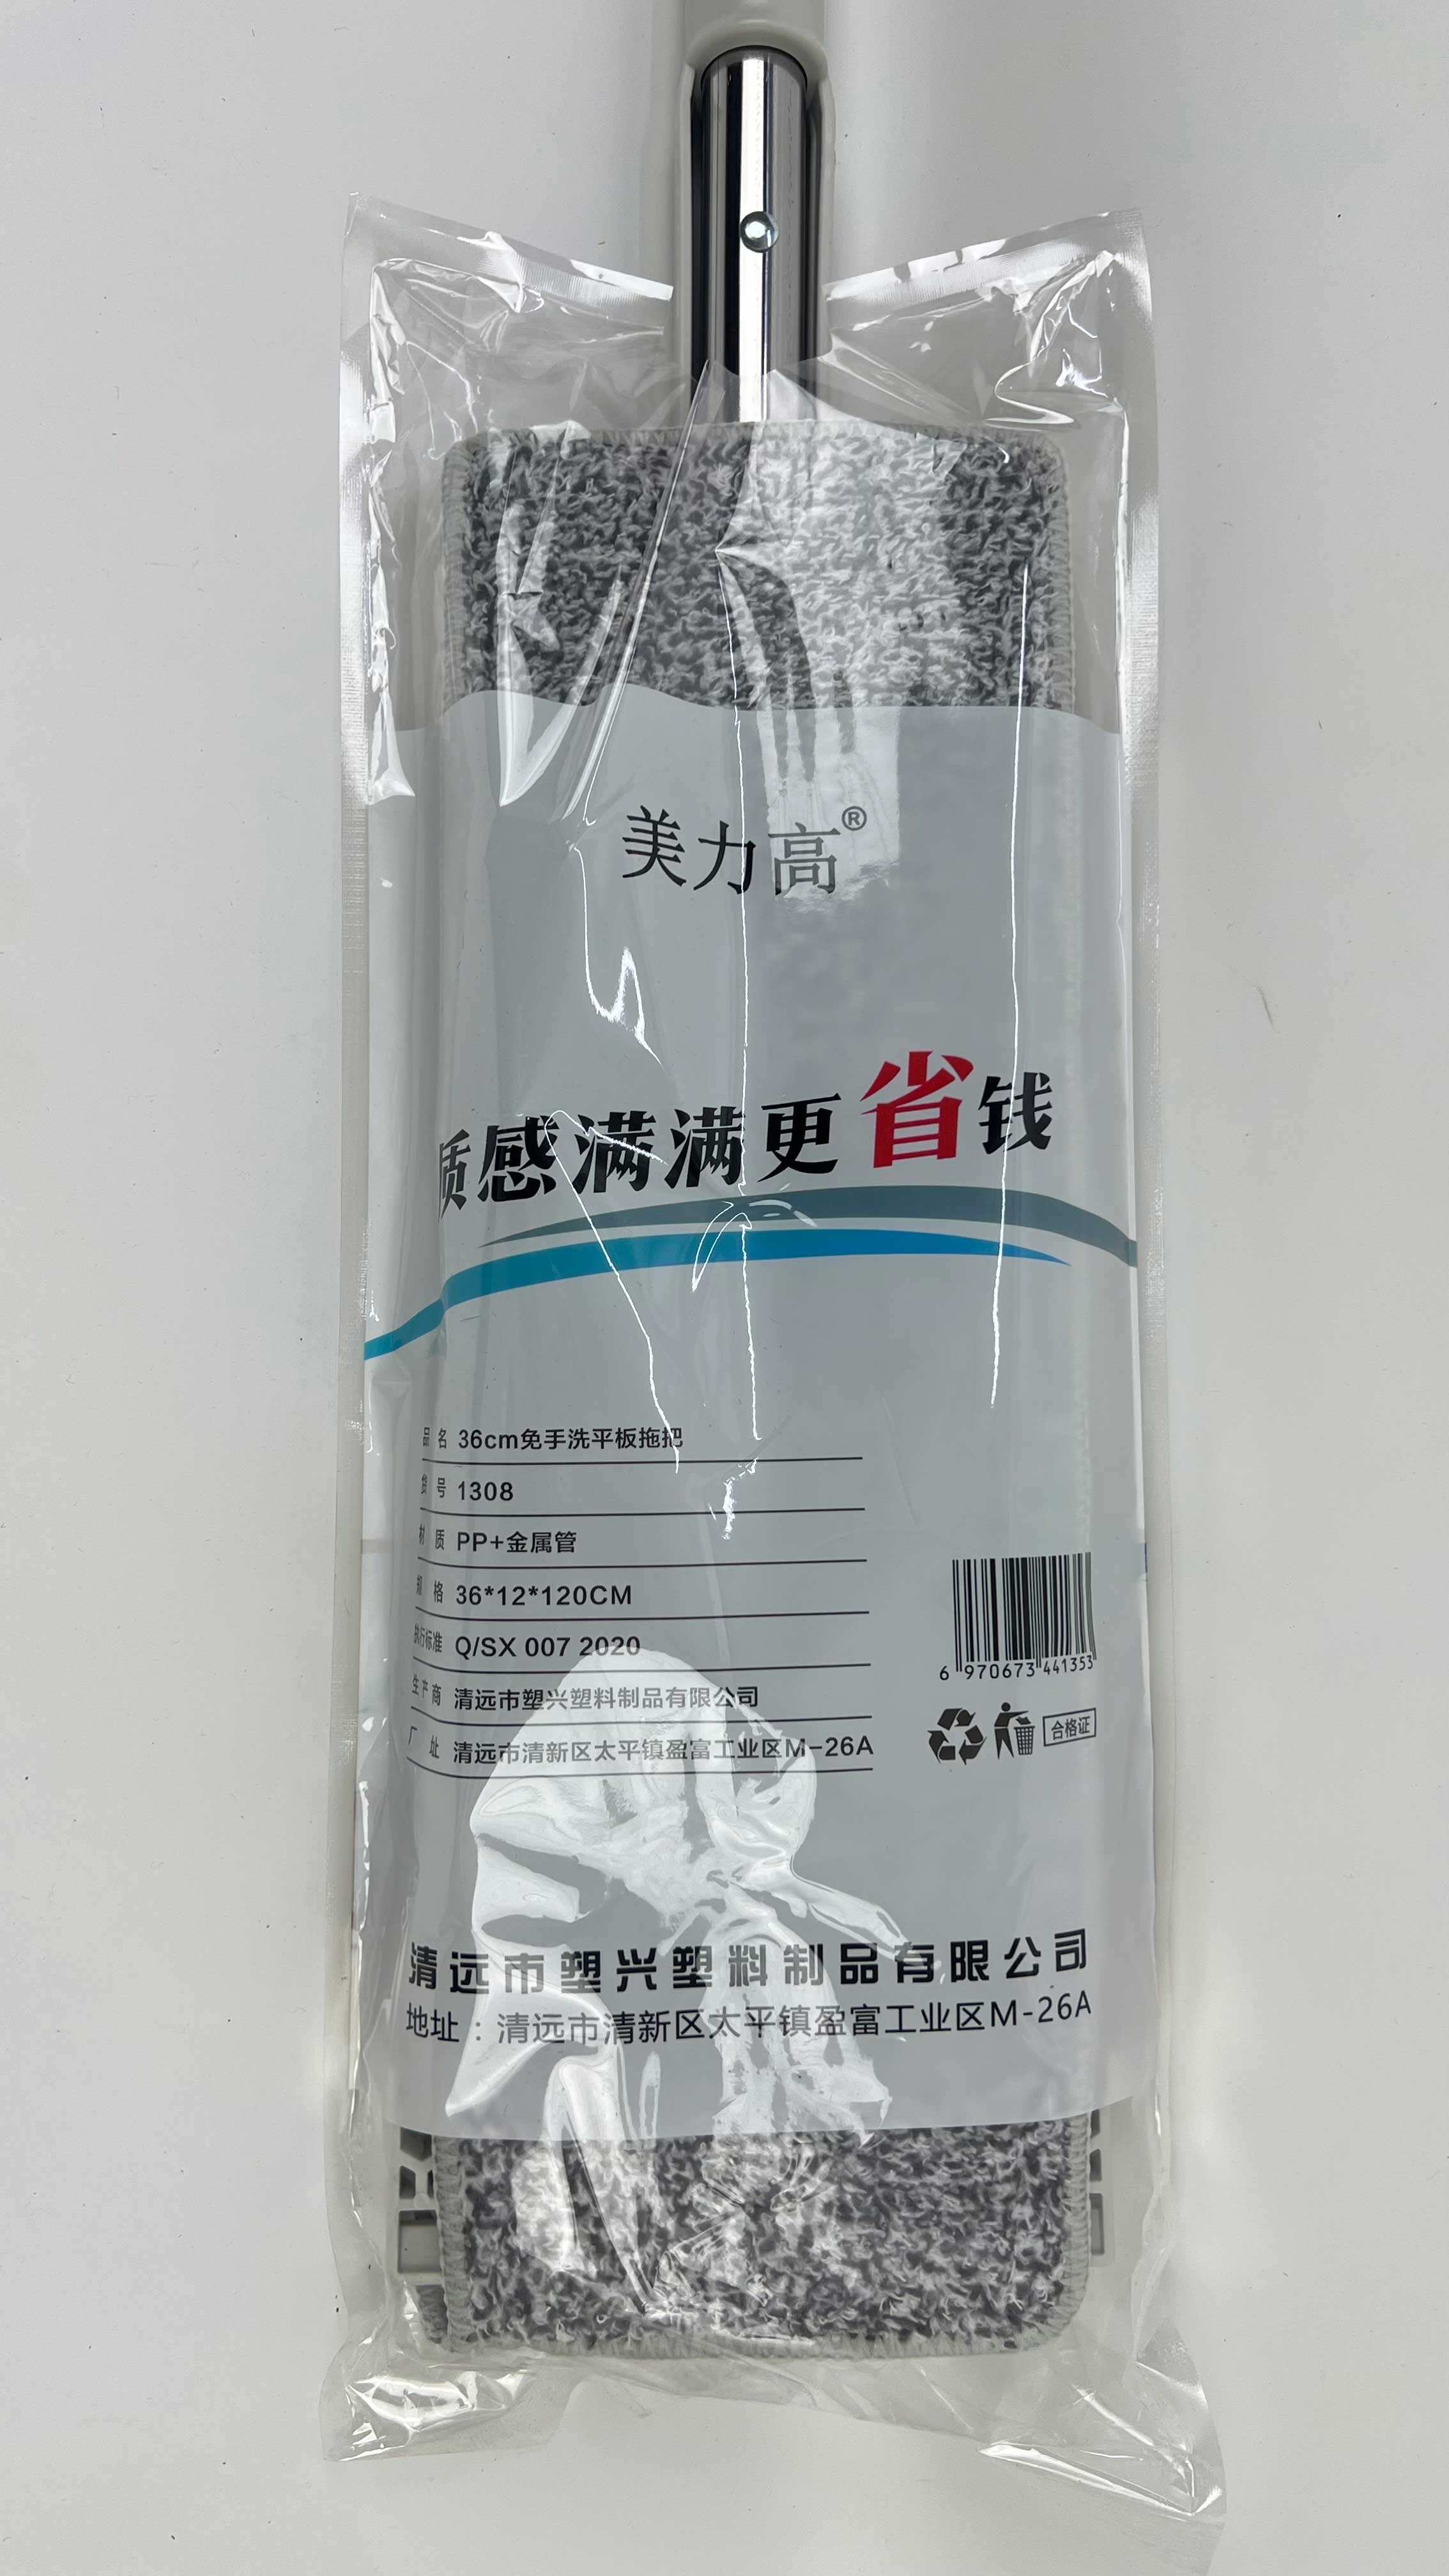 美力高®
质感满满更省钱
品名 36cm免手洗平板拖把
货号 1308
材质 PP+金属管
规格 36*12*120CM
执行标准 Q/SX 007 2020
生产商 清远市塑兴塑料制品有限公司
厂址 清远市清新区太平镇盈富工业区M-26A
6 970673 441353
合格证
清远市塑兴塑料制品有限公司
地址：清远市清新区太平镇盈富工业区M-26A